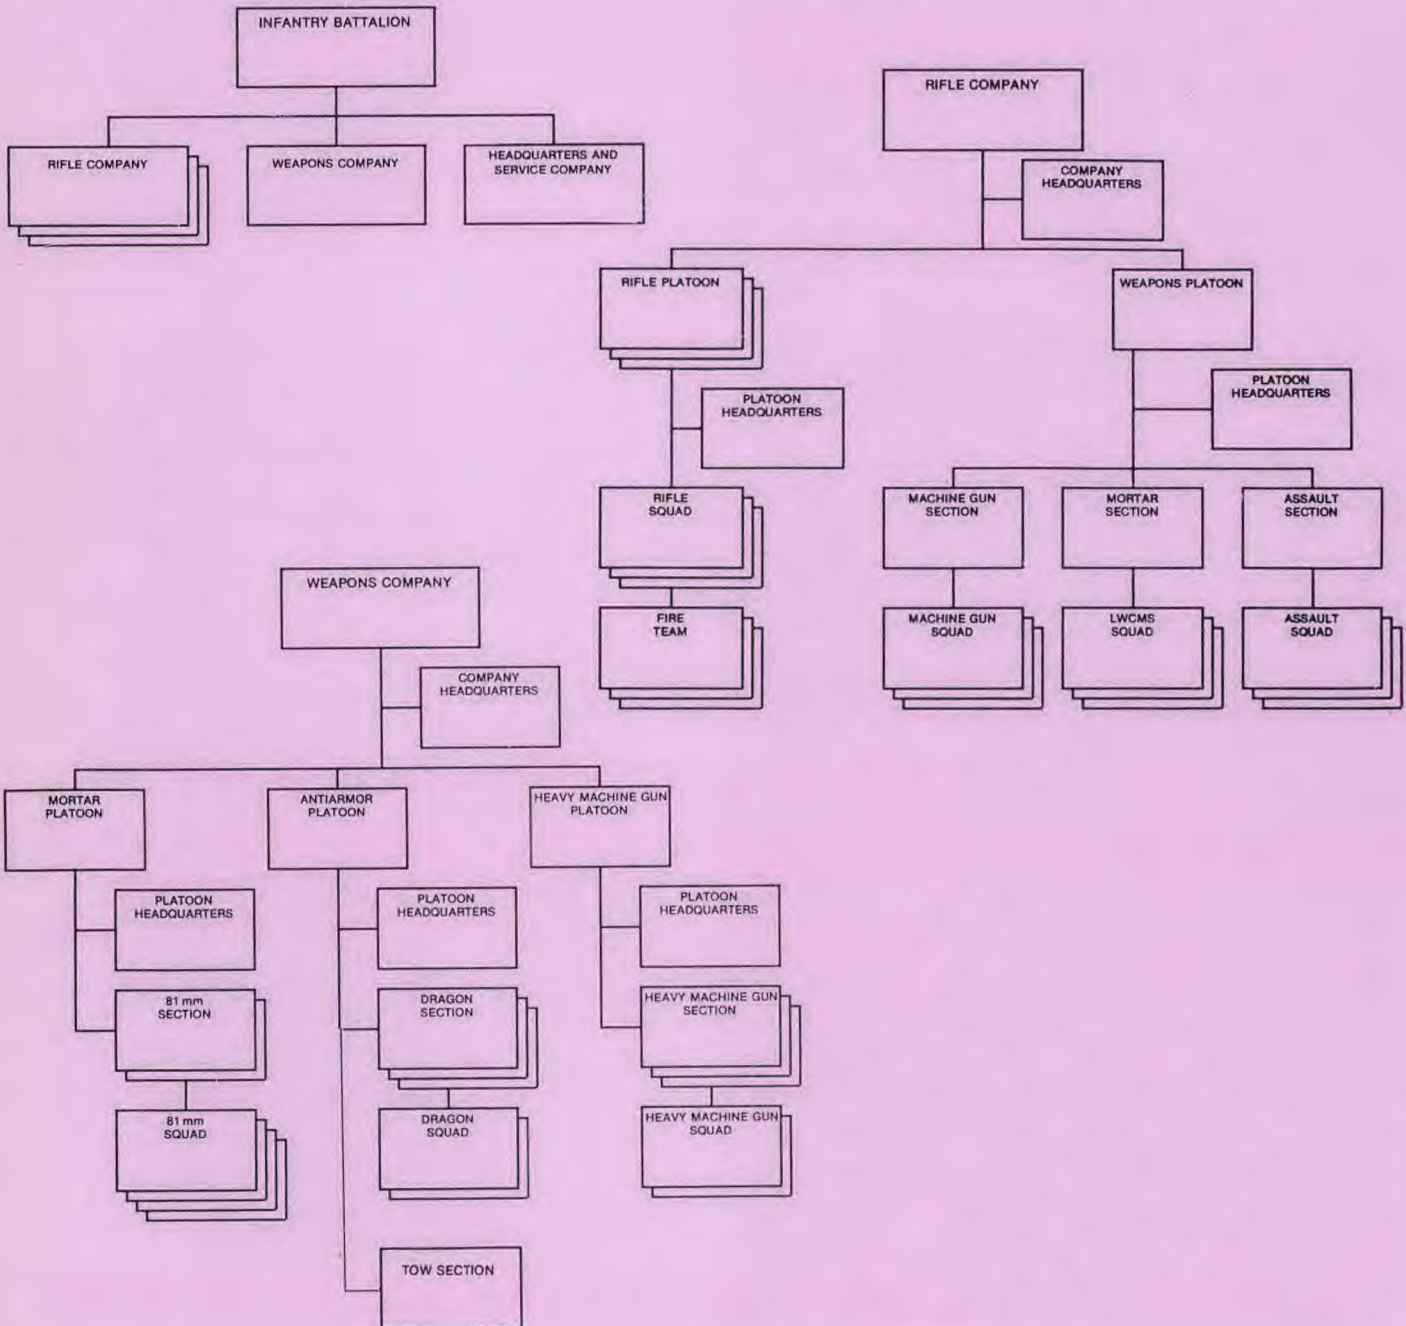 INFANTRY BATTALION
RIFLE COMPANY
WEAPONS COMPANY
HEADQUARTERS AND
SERVICE COMPANY
RIFLE COMPANY
COMPANY
HEADQUARTERS
RIFLE PLATOON
WEAPONS PLATOON
PLATOON
HEADQUARTERS
PLATOON
HEADQUARTERS
RIFLE
SQUAD
MACHINE GUN
SECTION
MORTAR
SECTION
ASSAULT
SECTION
FIRE
TEAM
MACHINE GUN
SQUAD
LWCMS
SQUAD
ASSAULT
SQUAD
WEAPONS COMPANY
COMPANY
HEADQUARTERS
MORTAR
PLATOON
ANTIARMOR
PLATOON
HEAVY MACHINE GUN
PLATOON
PLATOON
HEADQUARTERS
PLATOON
HEADQUARTERS
PLATOON
HEADQUARTERS
81 mm
SECTION
DRAGON
SECTION
HEAVY MACHINE GUN
SECTION
81 mm
SQUAD
DRAGON
SQUAD
HEAVY MACHINE GUN
SQUAD
TOW SECTION